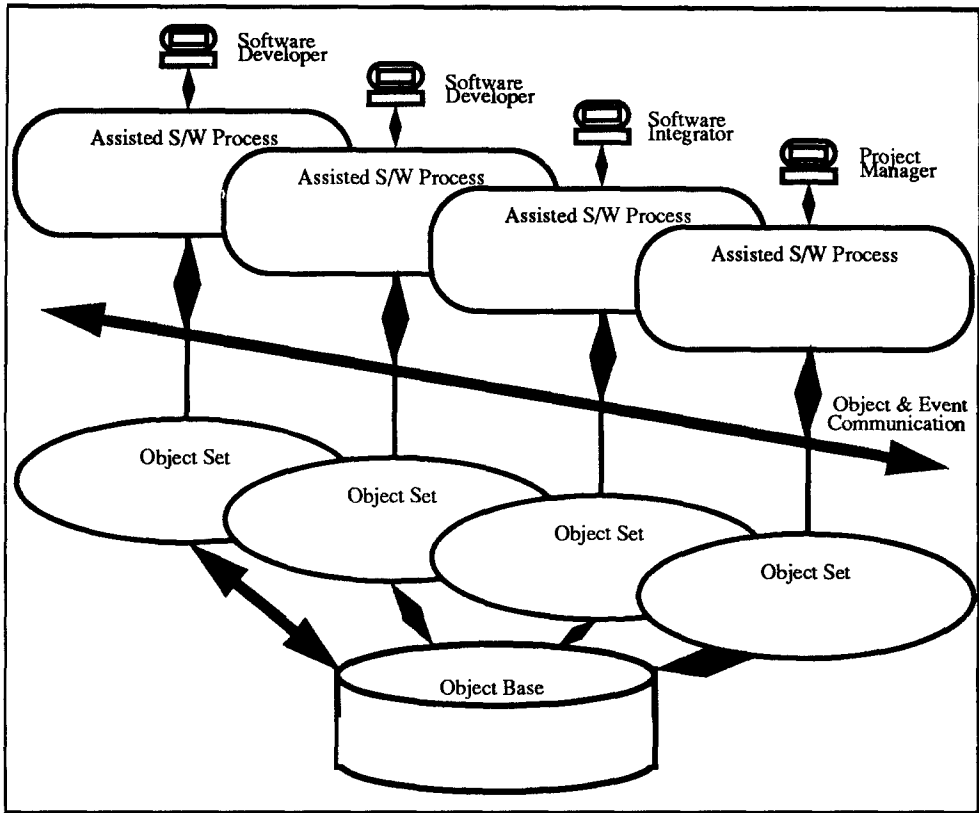 Software
Developer
Software
Developer
Software
Integrator
Project
Manager
Assisted S/W Process
Assisted S/W Process
Assisted S/W Process
Assisted S/W Process
Object & Event
Communication
Object Set
Object Set
Object Set
Object Set
Object Base